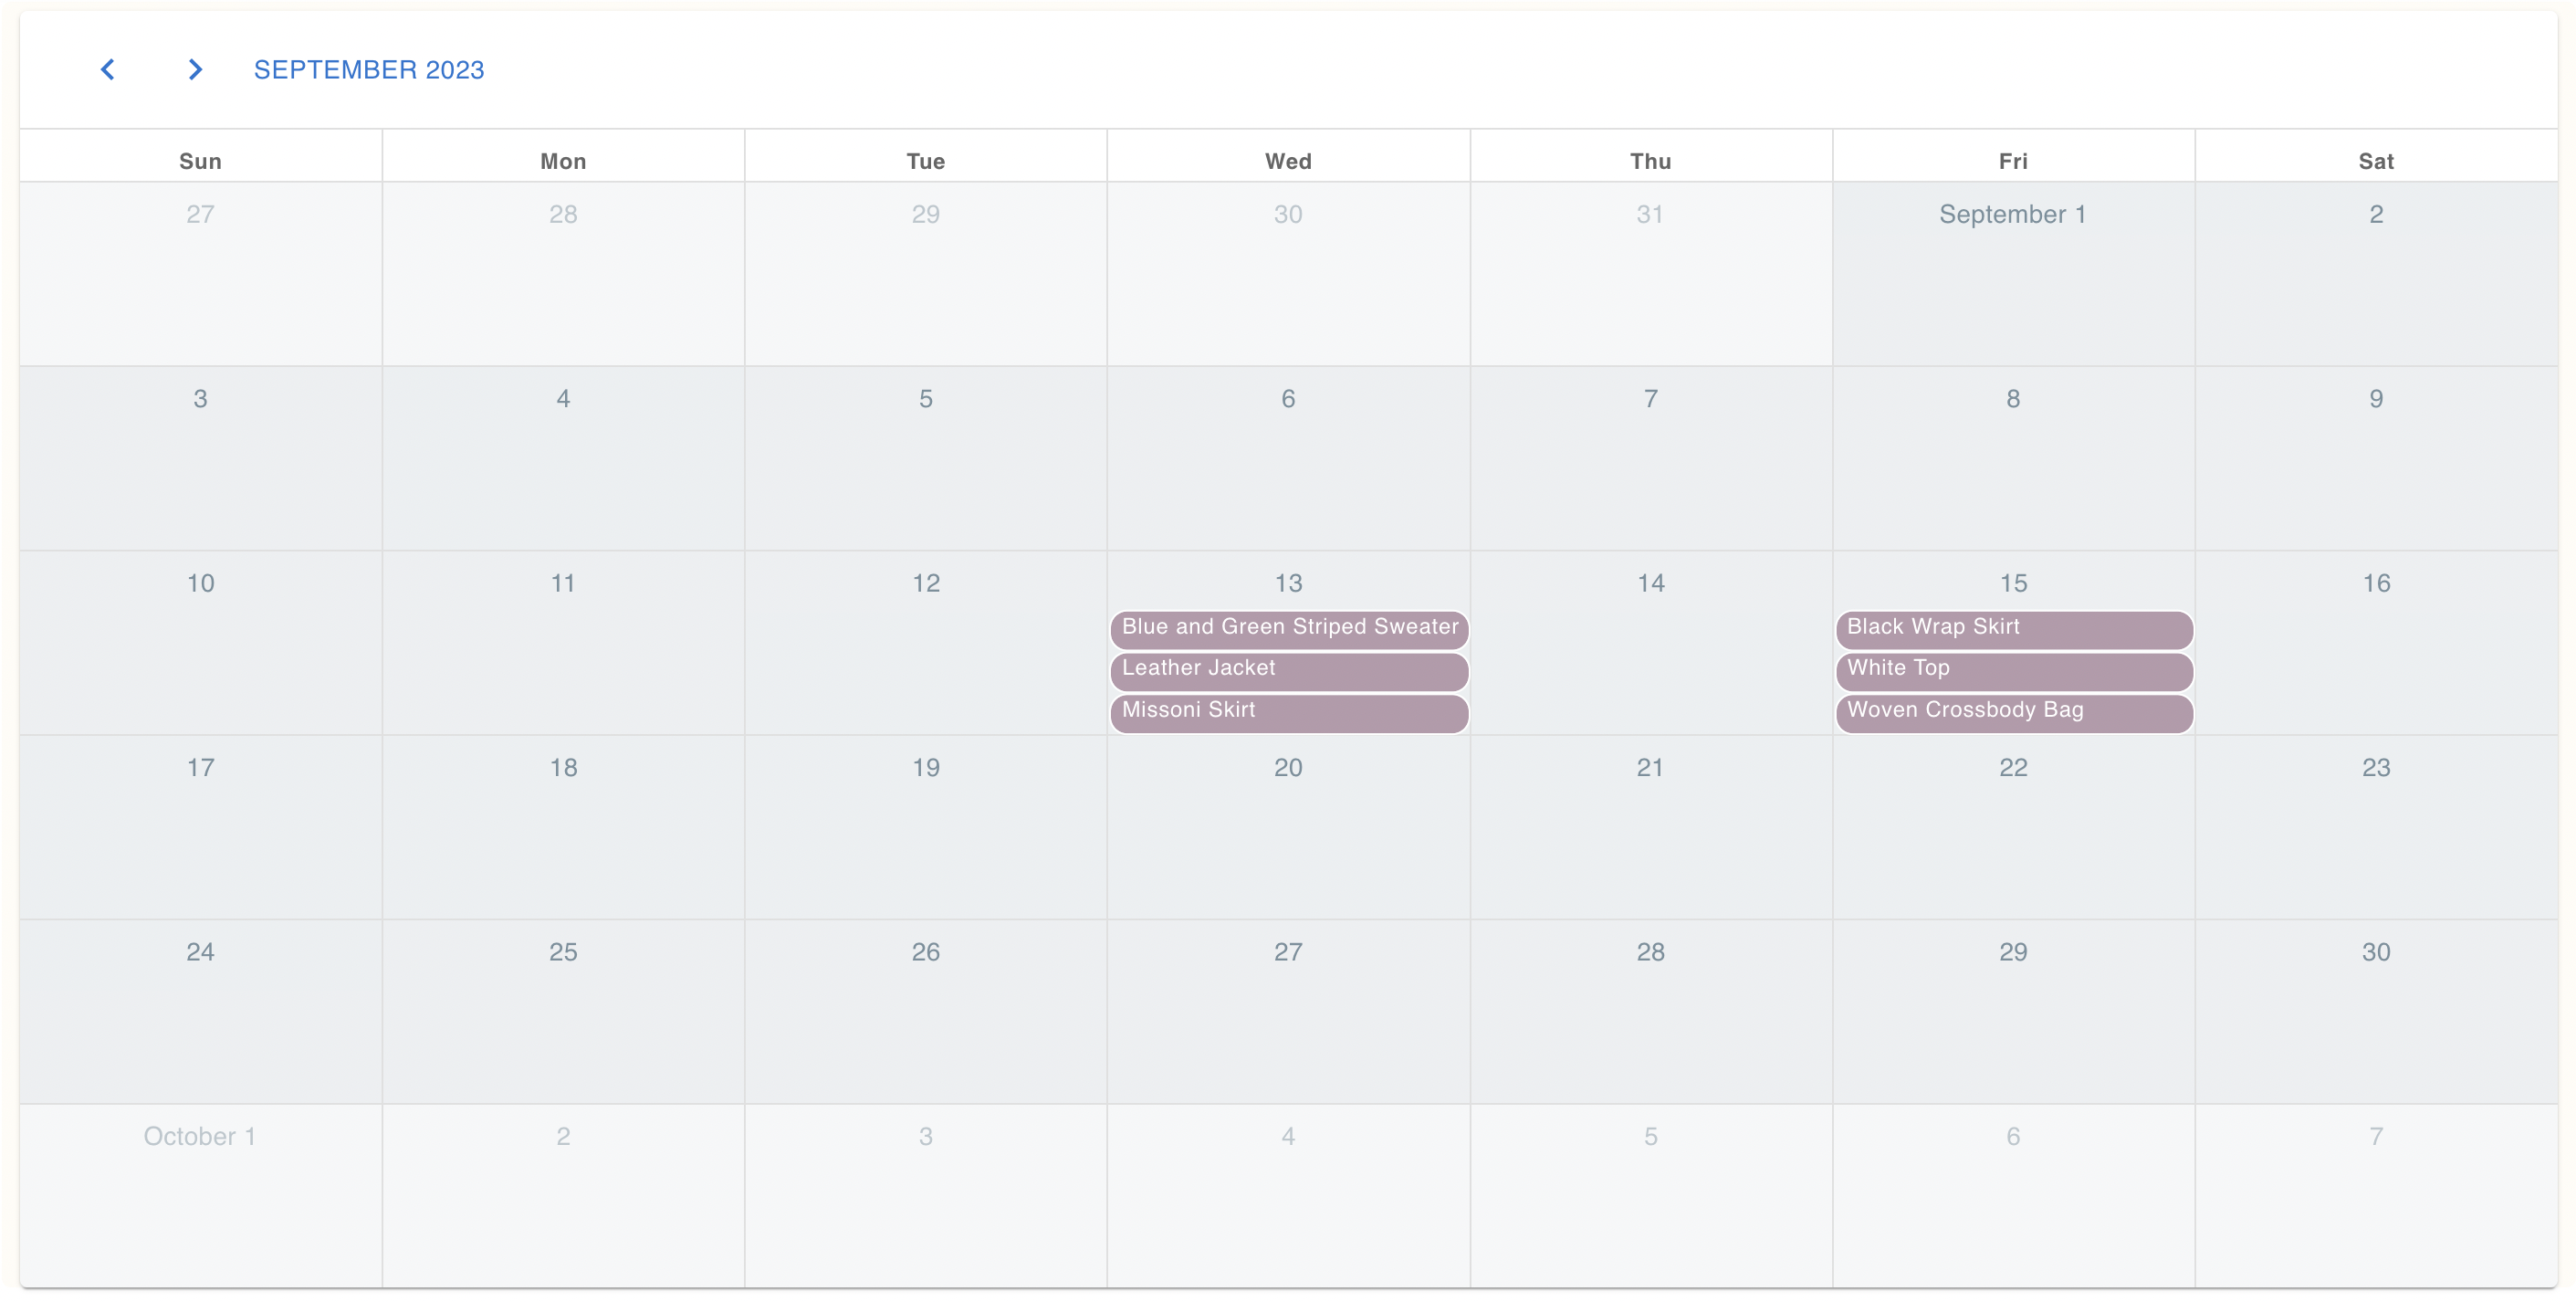 SEPTEMBER 2023
Sun Mon Tue Wed Thu Fri Sat
27 28 29 30 31 September 1 2
3 4 5 6 7 8 9
10 11 12 13 14 15 16
Blue and Green Striped Sweater Black Wrap Skirt
Leather Jacket White Top
Missoni Skirt Woven Crossbody Bag
17 18 19 20 21 22 23
24 25 26 27 28 29 30
October 1 2 3 4 5 6 7